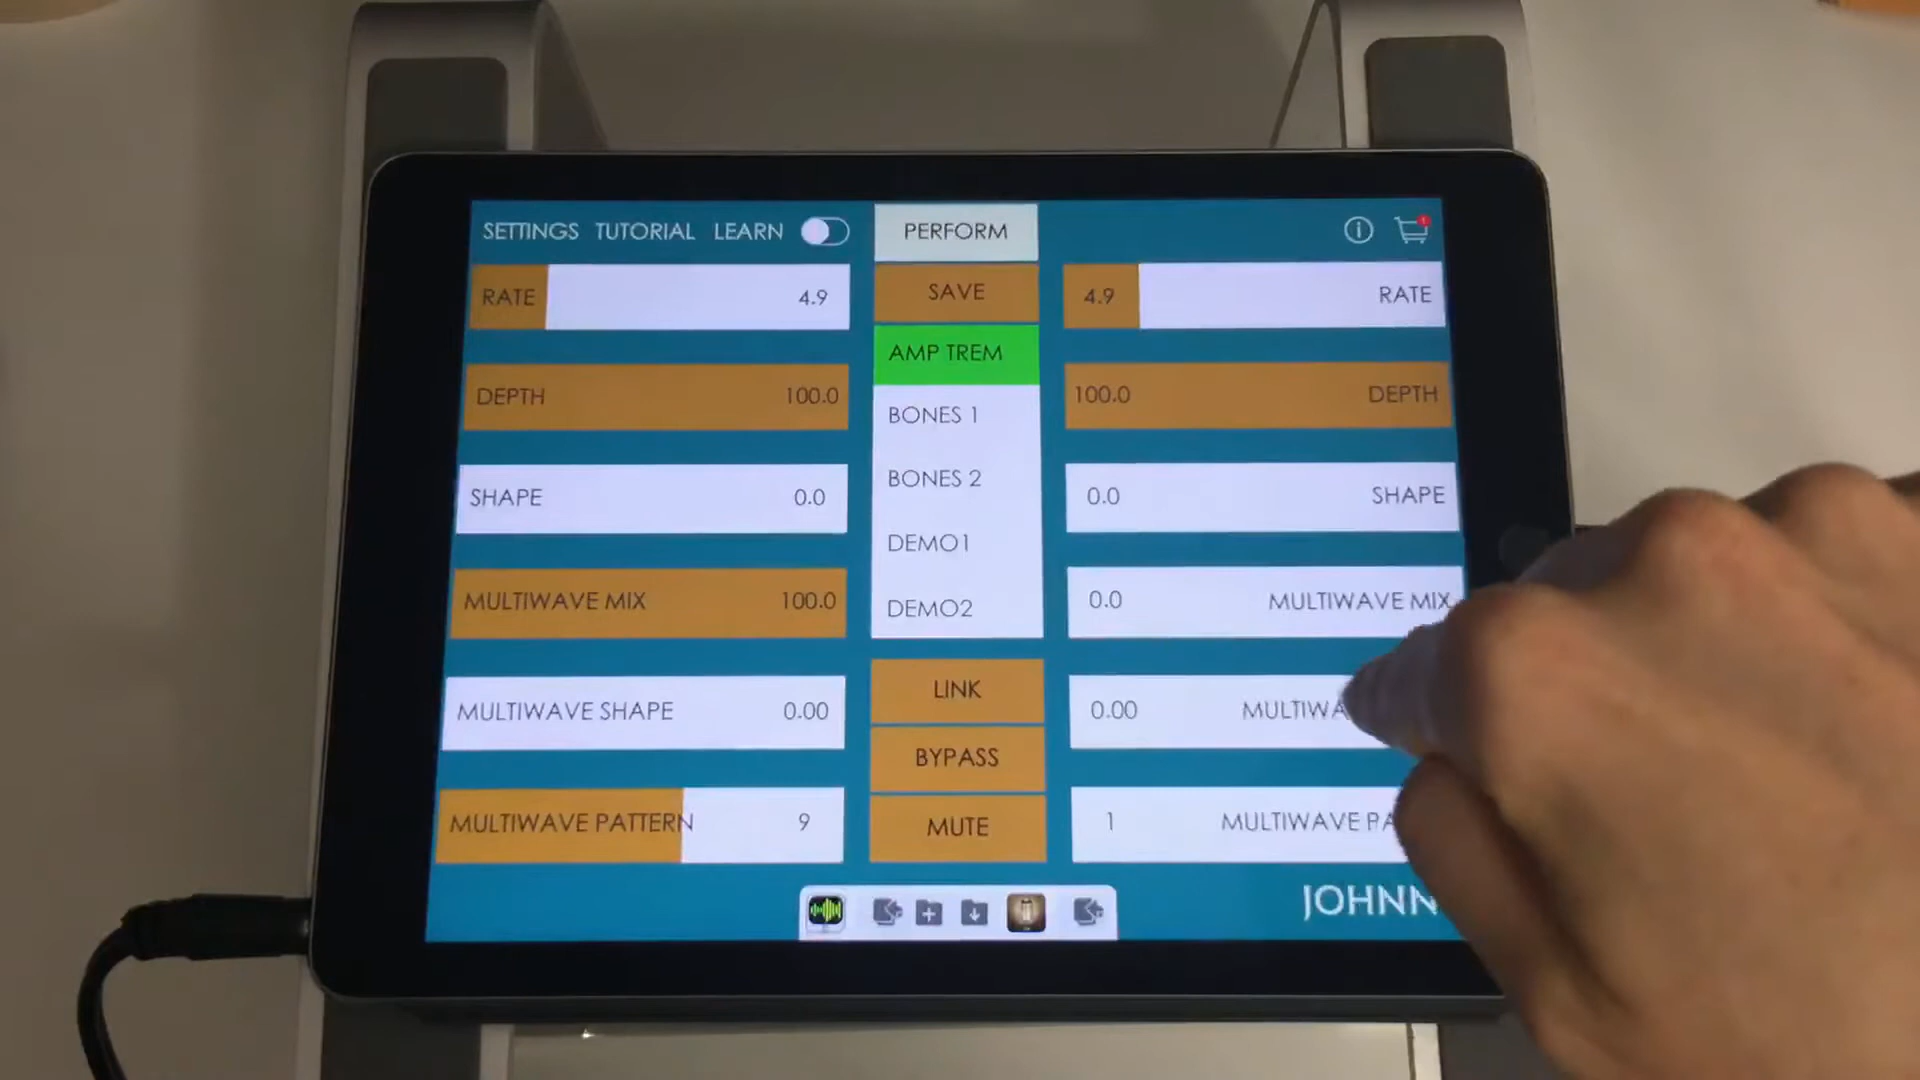 SETTINGS TUTORIAL LEARN
PERFORM
1
RATE 4.9
SAVE
4.9 RATE
AMP TREM
DEPTH 100.0
100.0 DEPTH
BONES 1
BONES 2
SHAPE 0.0
0.0 SHAPE
DEMO1
MULTIWAVE MIX 100.0
DEMO2
0.0 MULTIWAVE MIX
LINK
MULTIWAVE SHAPE 0.00
0.00
BYPASS
MULTIWAVE PATTERN 9
MUTE
1 MULTIWAVE